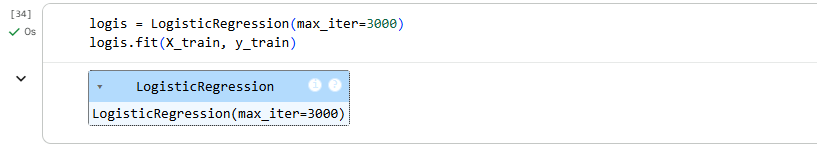 [34]
0s
logis = LogisticRegression(max_iter=3000)
logis.fit(X_train, y_train)
LogisticRegression i ?
LogisticRegression(max_iter=3000)